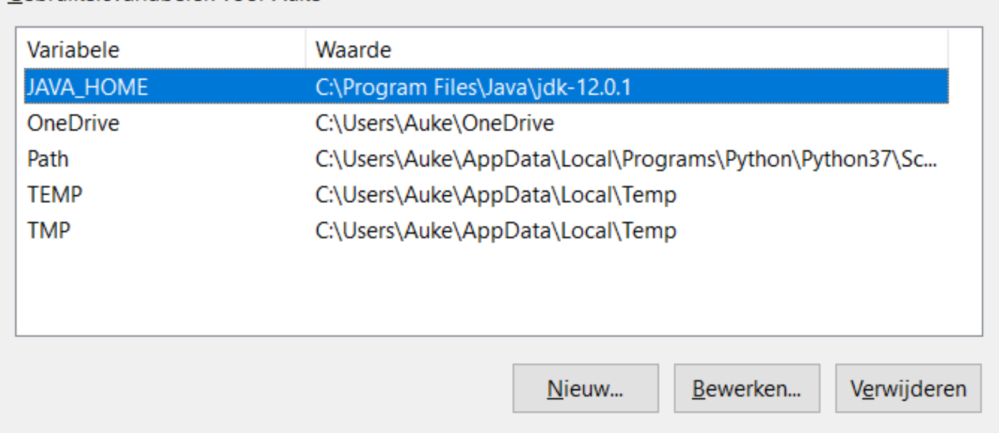 Variabele Waarde
JAVA_HOME C:\Program Files\Java\jdk-12.0.1
OneDrive C:\Users\Auke\OneDrive
Path C:\Users\Auke\AppData\Local\Programs\Python\Python37\Sc...
TEMP C:\Users\Auke\AppData\Local\Temp
TMP C:\Users\Auke\AppData\Local\Temp
Nieuw... Bewerken... Verwijderen